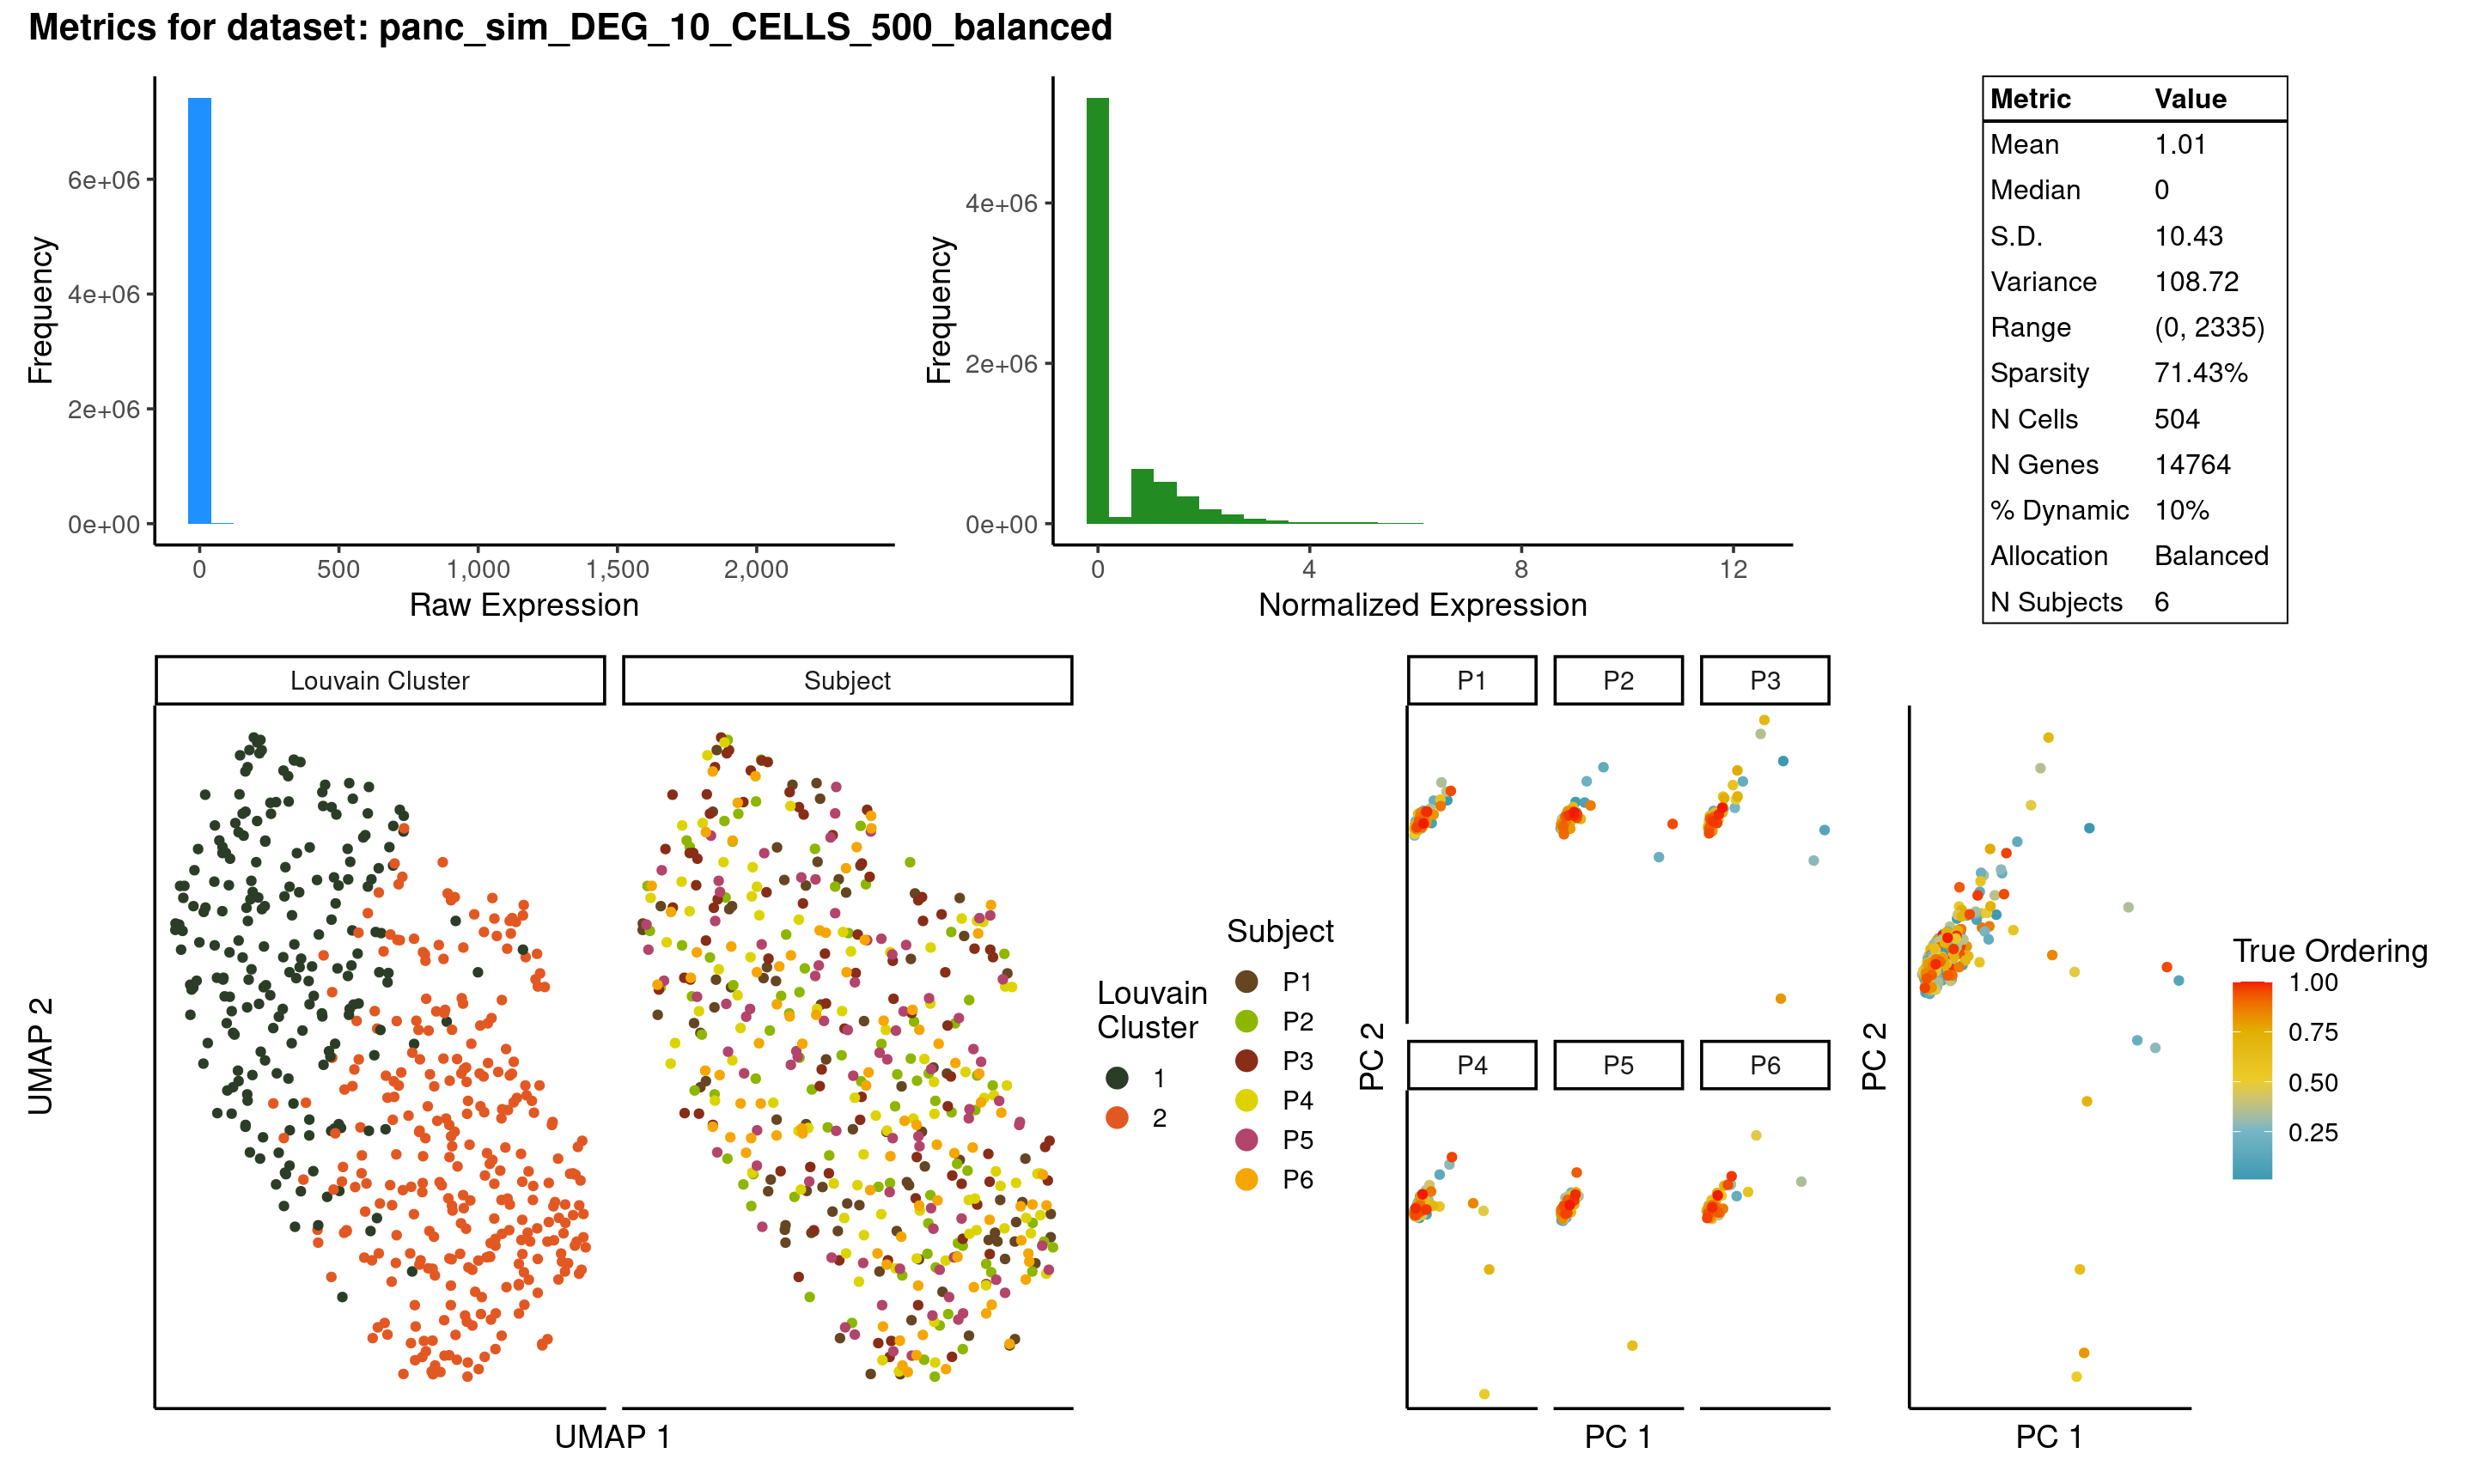 Metrics for dataset: panc_sim_DEG_10_CELLS_500_balanced
Frequency
6e+06
4e+06
2e+06
0e+00
0 500 1,000 1,500 2,000
Raw Expression
Frequency
4e+06
2e+06
0e+00
0 4 8 12
Normalized Expression
Metric Value
Mean 1.01
Median 0
S.D. 10.43
Variance 108.72
Range (0, 2335)
Sparsity 71.43%
N Cells 504
N Genes 14764
% Dynamic 10%
Allocation Balanced
N Subjects 6
Louvain Cluster Subject
UMAP 2
UMAP 1
Louvain
Cluster
1
2
Subject
P1
P2
P3
P4
P5
P6
P1 P2 P3
P4 P5 P6
PC 2
PC 1
PC 2
PC 1
True Ordering
1.00
0.75
0.50
0.25